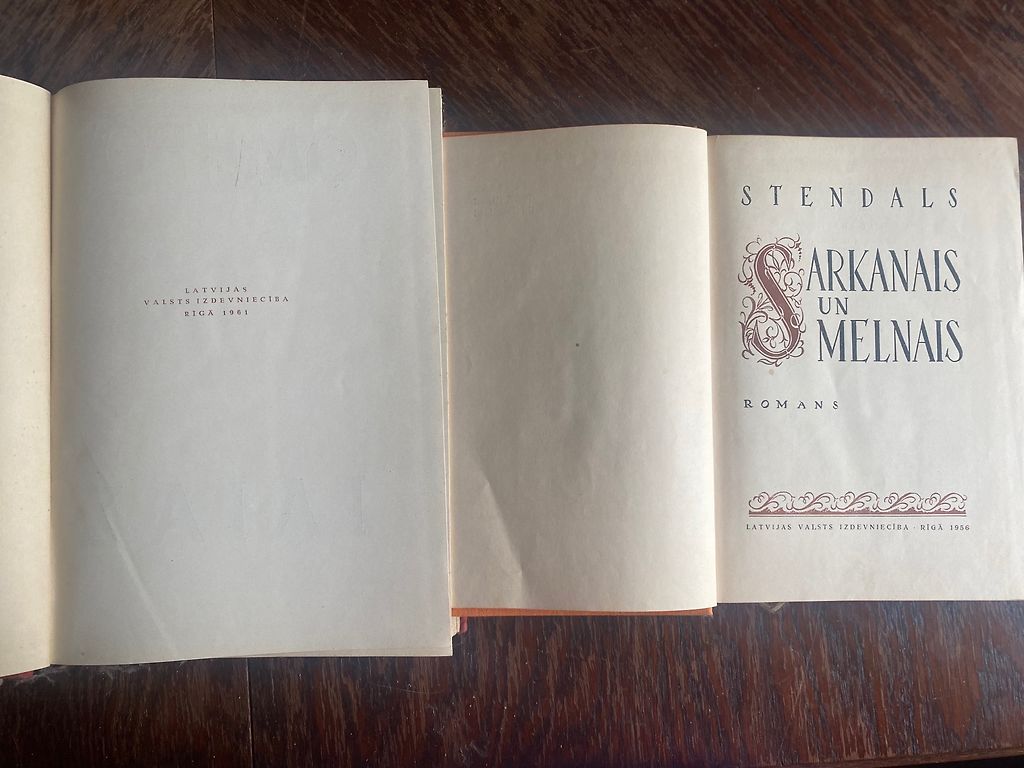 LATVIJAS
VALSTS IZDEVNIECĪBA
RĪGĀ 1961
STENDALS
SARKANAIS
UN
MELNAIS
ROMANS
LATVIJAS VALSTS IZDEVNIECĪBA · RĪGĀ 1956